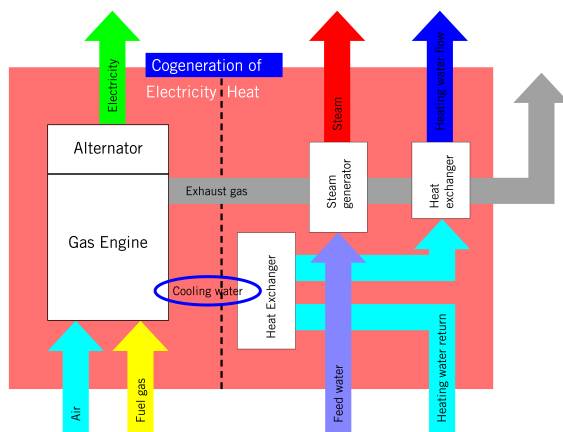 Cogeneration of
Electricity Heat
Electricity
Steam
Heating water flow
Alternator
Exhaust gas
Steam generator
Heat exchanger
Gas Engine
Cooling water
Heat Exchanger
Air
Fuel gas
Feed water
Heating water return